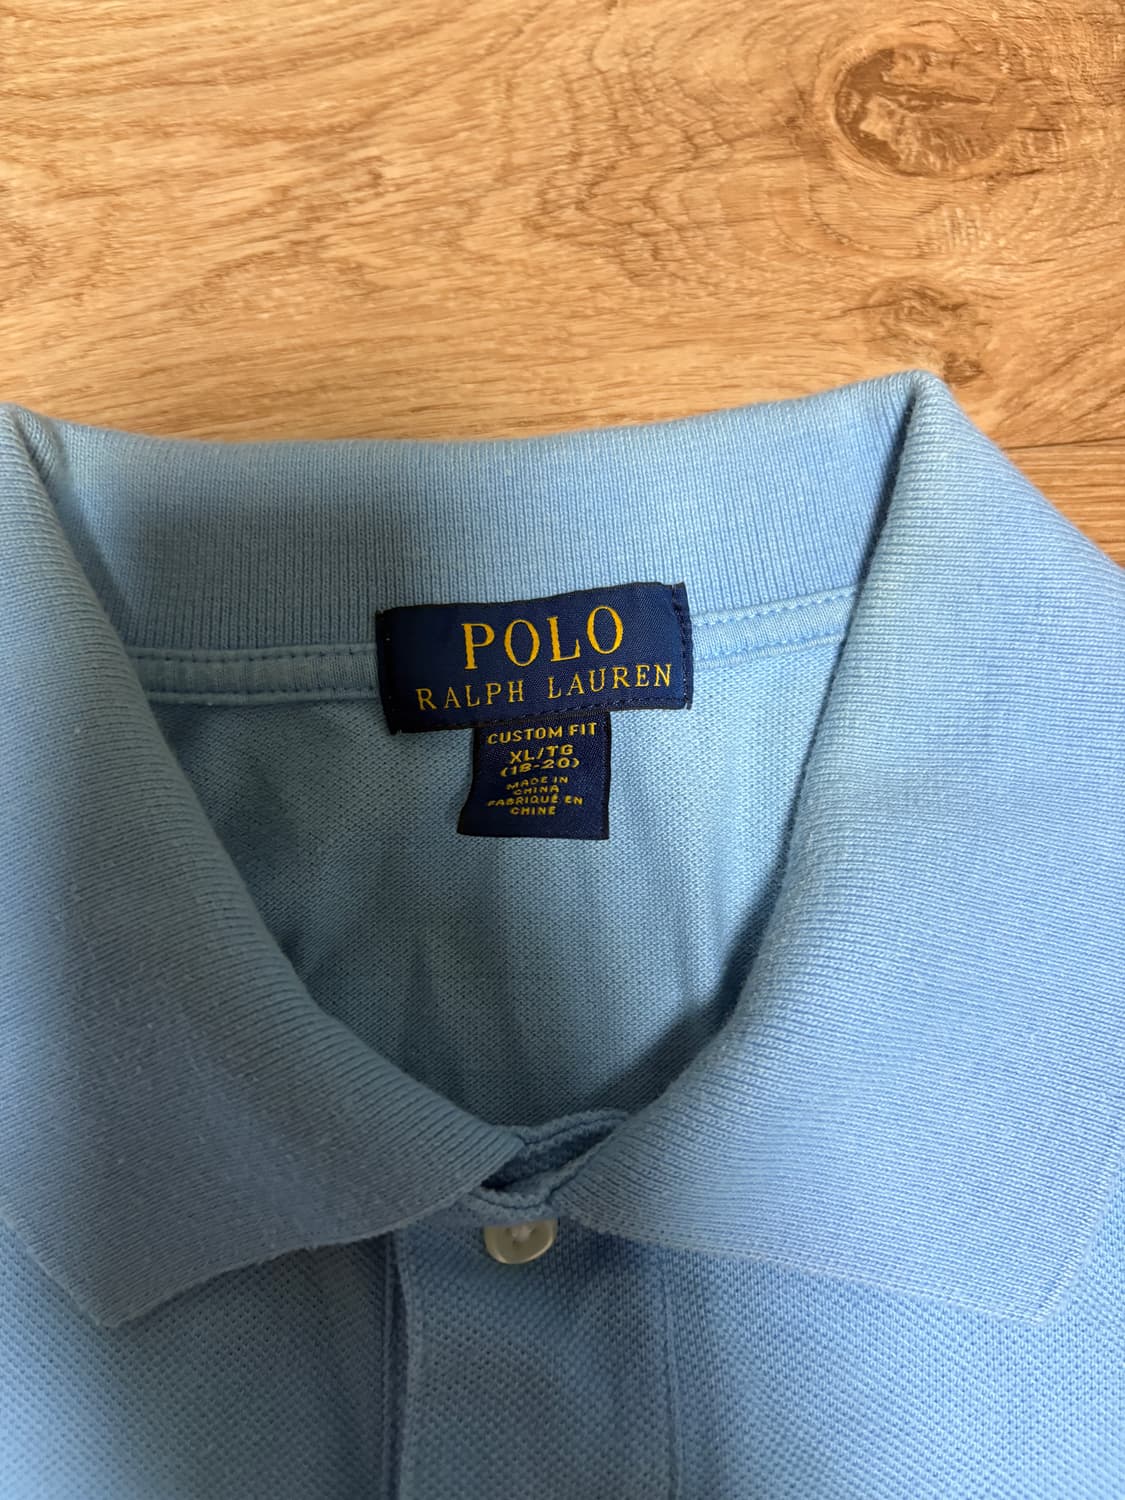 POLO
RALPH LAUREN
CUSTOM FIT
XL/TG
(18-20)
MADE IN
CHINA
FABRIQUÉ EN
CHINE